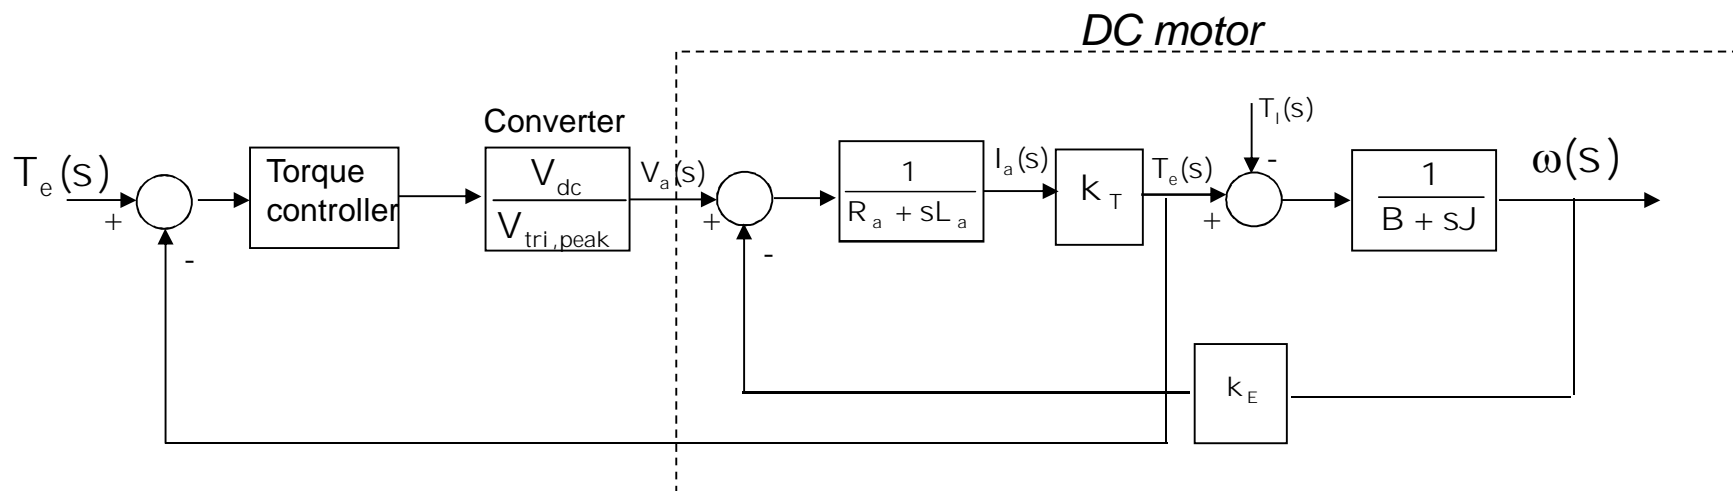 DC motor
Converter
T_e(s)
+
-
Torque
controller
V_dc
V_tri,peak
V_a(s)
+
-
1
R_a + sL_a
I_a(s)
k_T
T_e(s)
+
T_l(s)
-
1
B + sJ
ω(s)
k_E